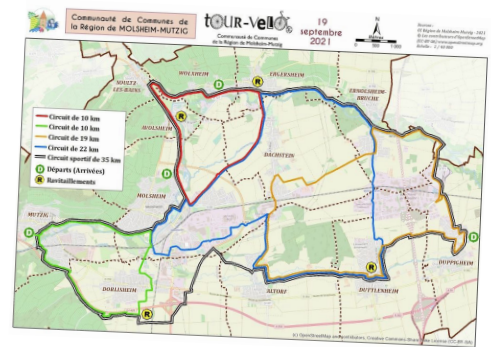 Communauté de Communes de
la Région de MOLSHEIM-MUTZIG
TOUR-VELO
Communauté de Communes
de la Région de Molsheim-Mutzig
19
septembre
2021
N
Circuit de 10 km
Circuit de 10 km
Circuit de 19 km
Circuit de 22 km
Circuit sportif de 35 km
D Départs (Arrivées)
R Ravitaillements
SOULTZ-
LES-BAINS
WOLXHEIM
D
R
ERGERSHEIM
ERNOLSHEIM-
BRUCHE
AVOLSHEIM
R
DACHSTEIN
D
MOLSHEIM
MUTZIG
D
DORLISHEIM
R
ALTORF
R
DUTTLENHEIM
D
DUPPIGHEIM